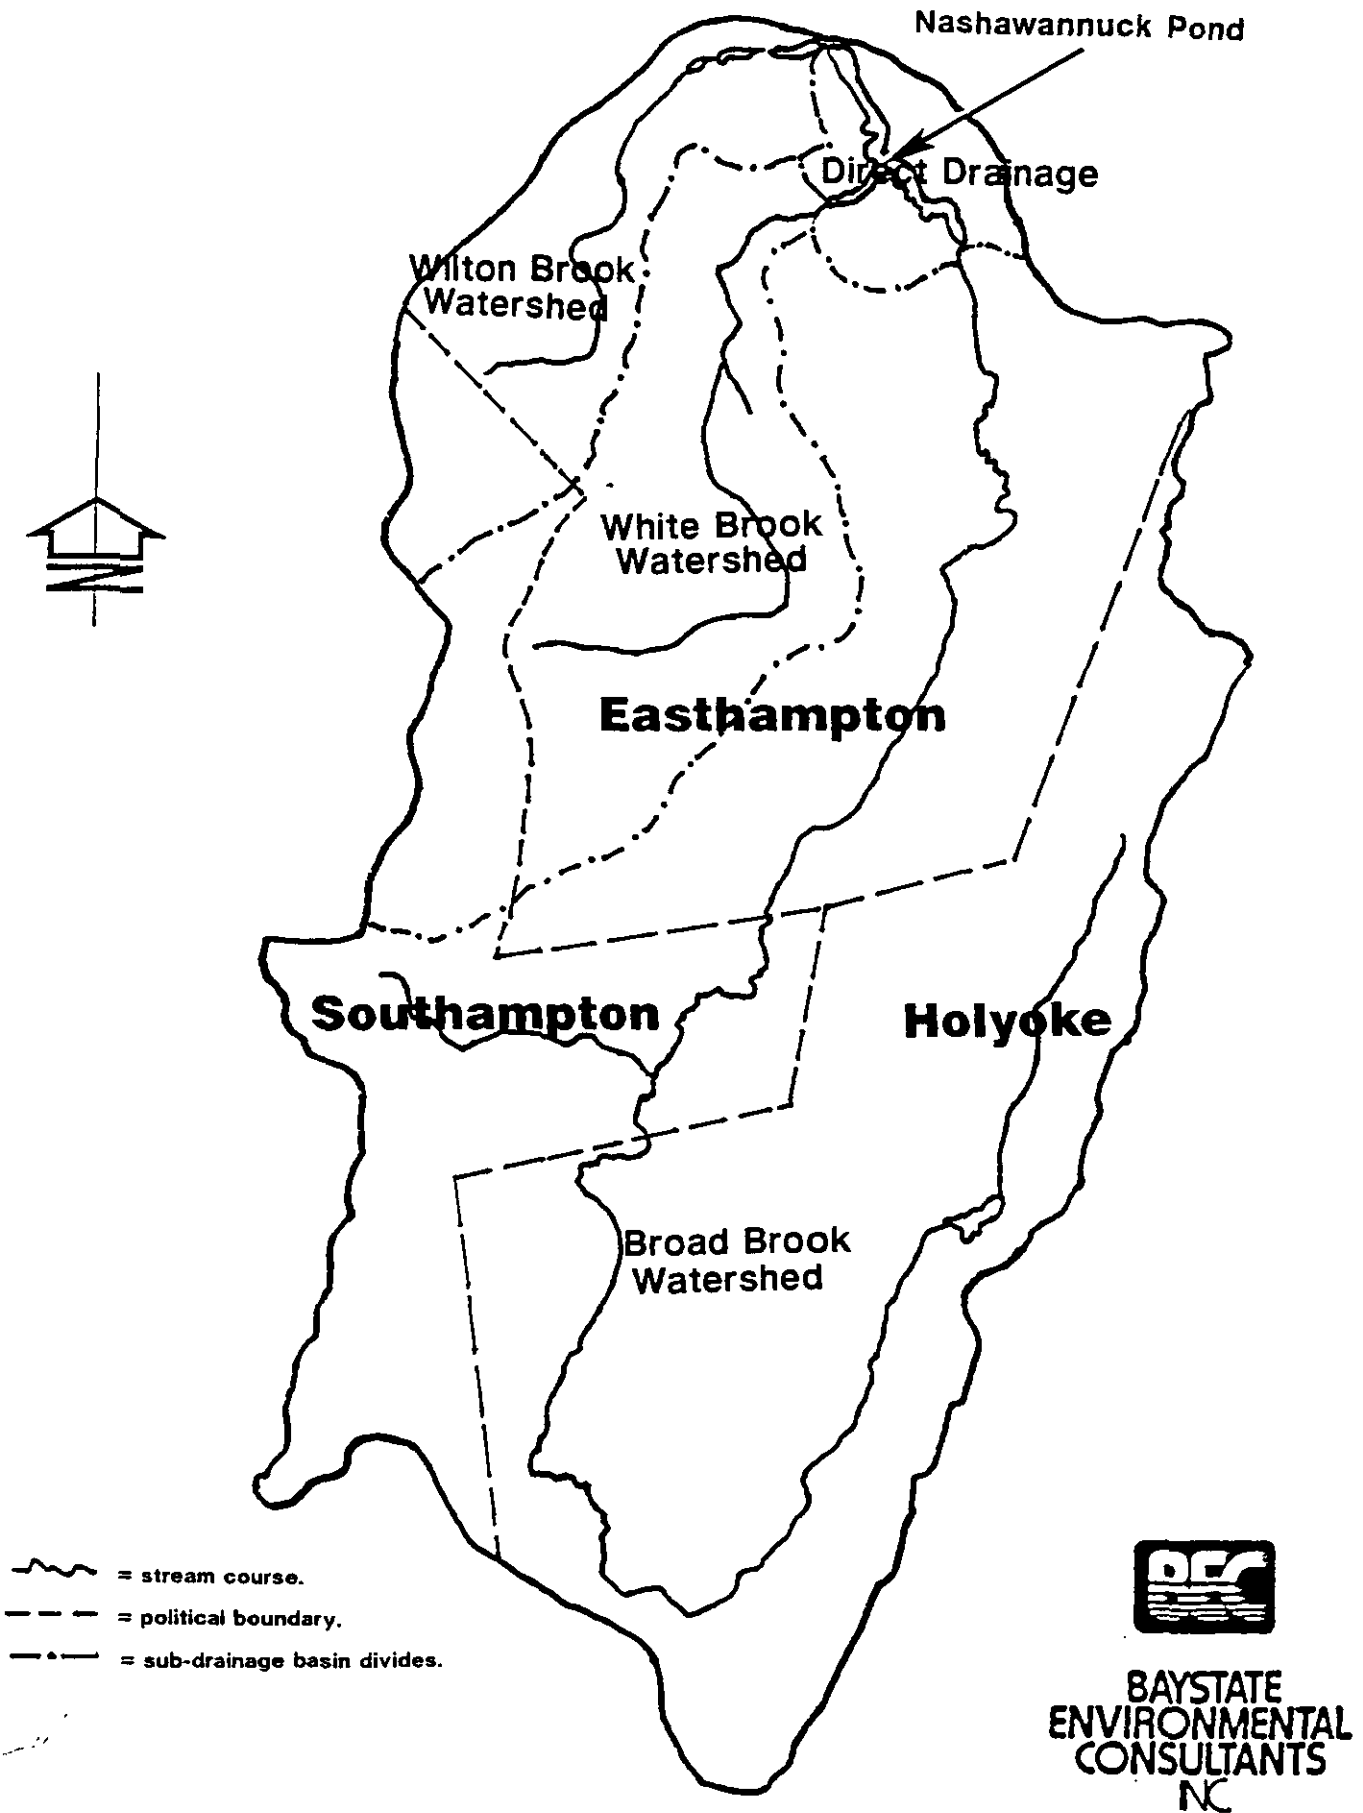 Nashawannuck Pond
Direct Drainage
Wilton Brook
Watershed
White Brook
Watershed
Easthampton
Southampton
Holyoke
Broad Brook
Watershed
N
= stream course.
= political boundary.
= sub-drainage basin divides.
BEC
BAYSTATE
ENVIRONMENTAL
CONSULTANTS
INC